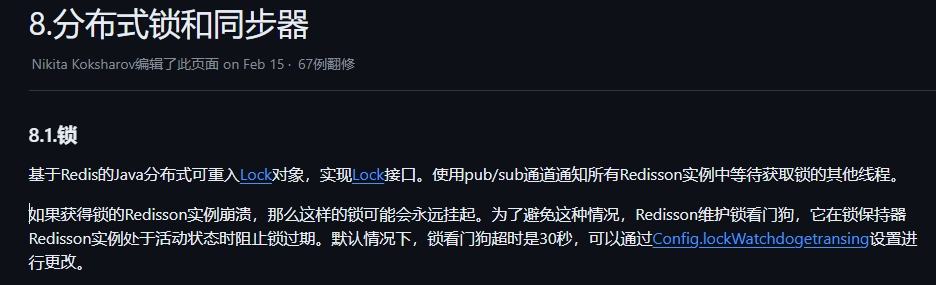 8.分布式锁和同步器
Nikita Koksharov编辑了此页面 on Feb 15 · 67例翻修
8.1.锁
基于Redis的Java分布式可重入Lock对象，实现Lock接口。使用pub/sub通道通知所有Redisson实例中等待获取锁的其他线程。
如果获得锁的Redisson实例崩溃，那么这样的锁可能会永远挂起。为了避免这种情况，Redisson维护锁看门狗，它在锁保持器
Redisson实例处于活动状态时阻止锁过期。默认情况下，锁看门狗超时是30秒，可以通过Config.lockWatchdogetransing设置进
行更改。